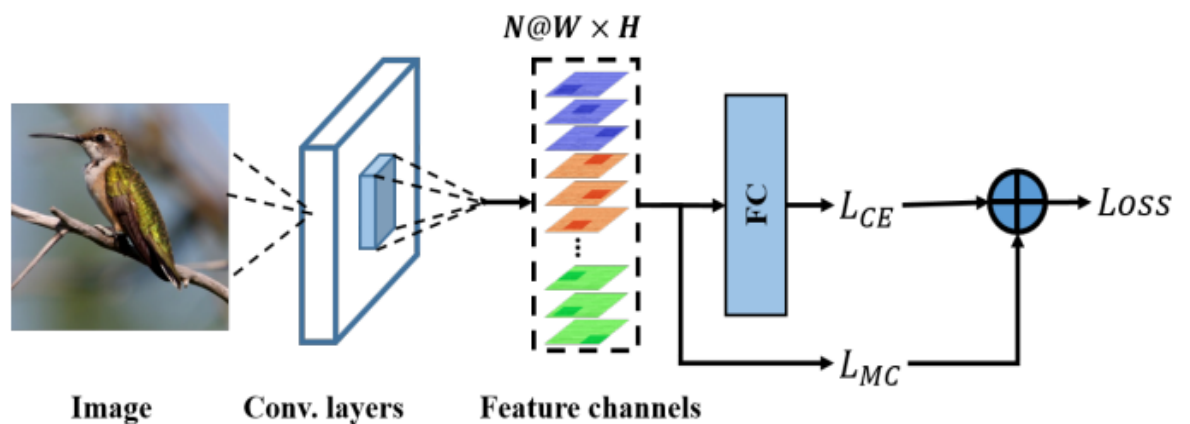 N@W × H
FC
L_CE
Loss
L_MC
Image
Conv. layers
Feature channels